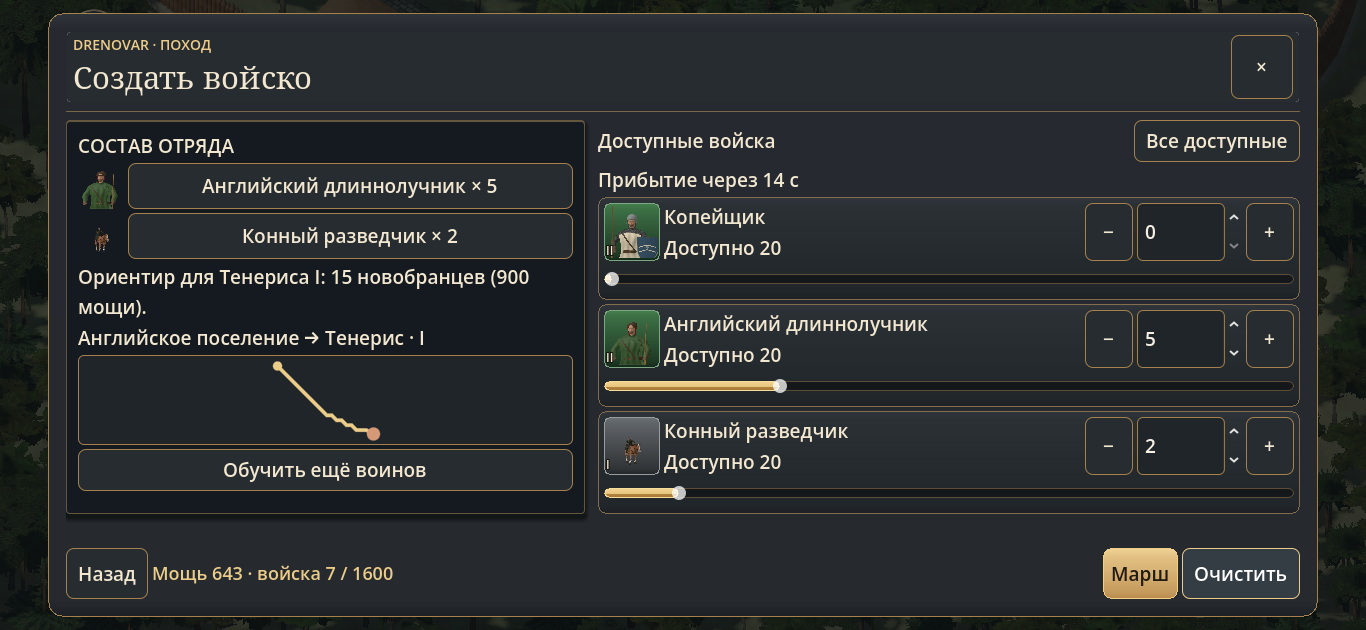 DRENOVAR · ПОХОД
Создать войско
×
СОСТАВ ОТРЯДА
Английский длиннолучник × 5
Конный разведчик × 2
Ориентир для Тенериса I: 15 новобранцев (900
мощи).
Английское поселение → Тенерис · I
Обучить ещё воинов
Доступные войска
Все доступные
Прибытие через 14 с
II
Копейщик
Доступно 20
− 0 +
II
Английский длиннолучник
Доступно 20
− 5 +
I
Конный разведчик
Доступно 20
− 2 +
Назад
Мощь 643 · войска 7 / 1600
Марш
Очистить